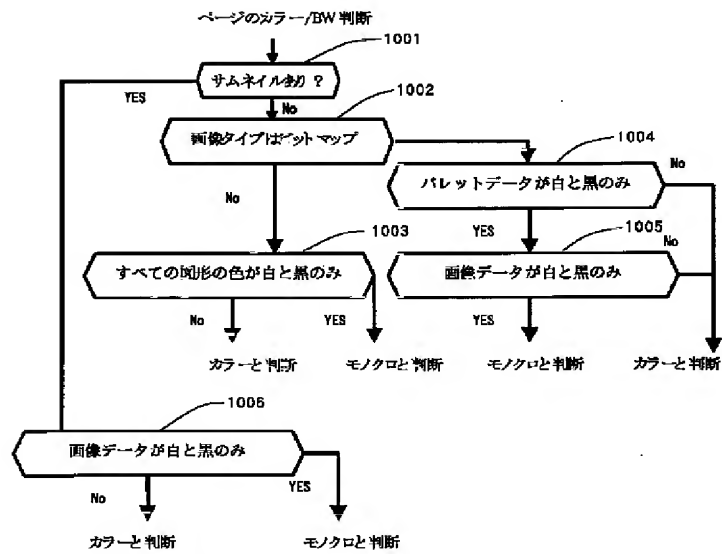 ページのカラー/BW判断
1001
サムネイルあり？
YES
No
1002
画像タイプはビットマップ
1004
No
パレットデータが白と黒のみ
No
YES
1003
1005
No
すべての図形の色が白と黒のみ
画像データが白と黒のみ
No
YES
YES
カラーと判断
モノクロと判断
モノクロと判断
カラーと判断
1006
画像データが白と黒のみ
No
YES
カラーと判断
モノクロと判断